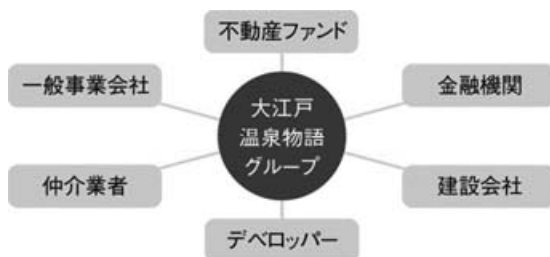 不動産ファンド
一般事業会社
金融機関
大江戸
温泉物語
グループ
仲介業者
建設会社
デベロッパー